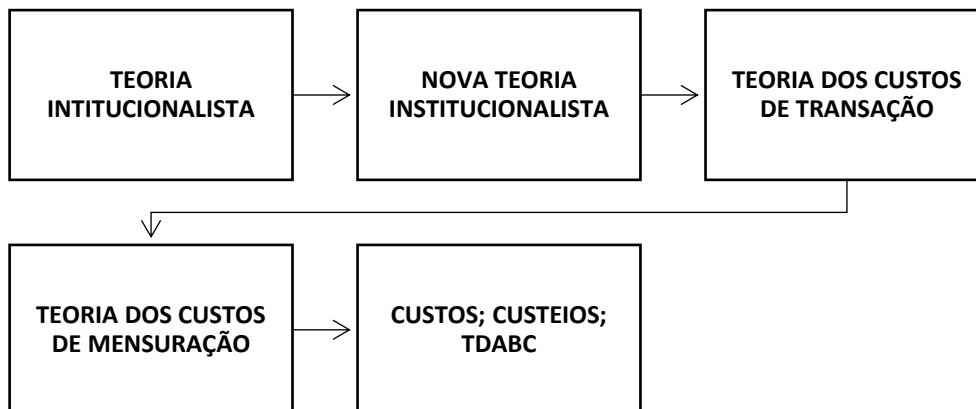 TEORIA
INTITUCIONALISTA
NOVA TEORIA
INSTITUCIONALISTA
TEORIA DOS CUSTOS
DE TRANSAÇÃO
TEORIA DOS CUSTOS
DE MENSURAÇÃO
CUSTOS; CUSTEIOS;
TDABC